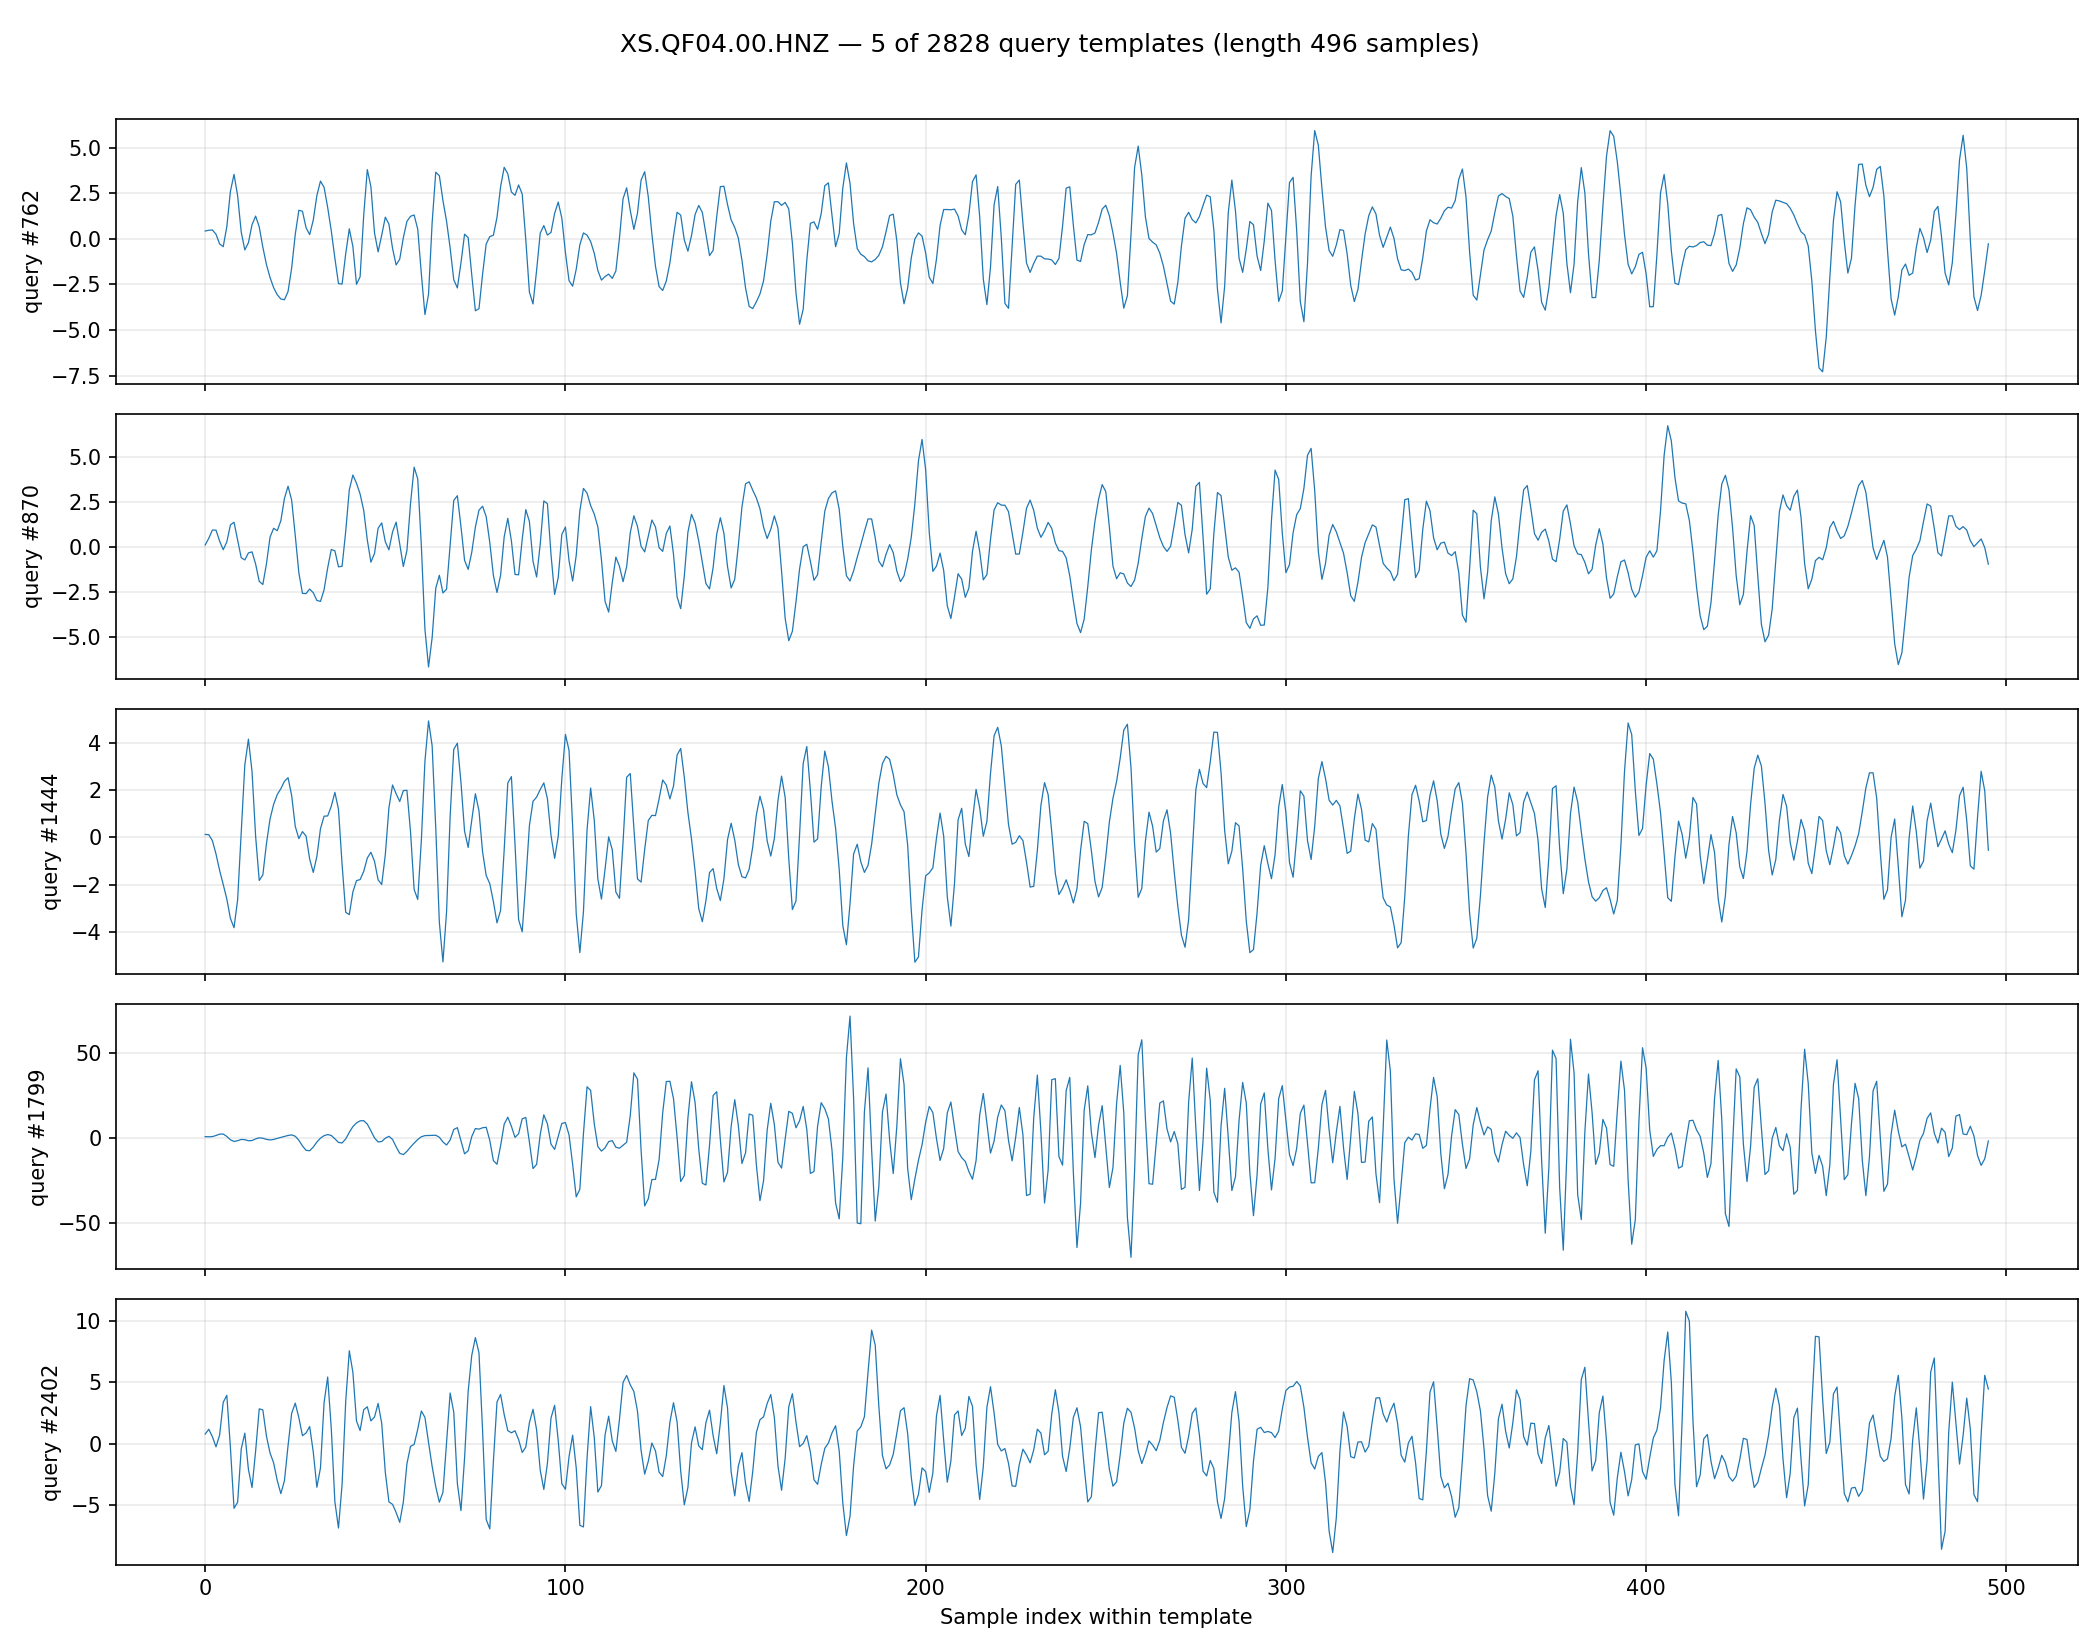 XS.QF04.00.HNZ — 5 of 2828 query templates (length 496 samples)
query #762
5.0
2.5
0.0
−2.5
−5.0
−7.5
query #870
5.0
2.5
0.0
−2.5
−5.0
query #1444
4
2
0
−2
−4
query #1799
50
0
−50
query #2402
10
5
0
−5
0 100 200 300 400 500
Sample index within template